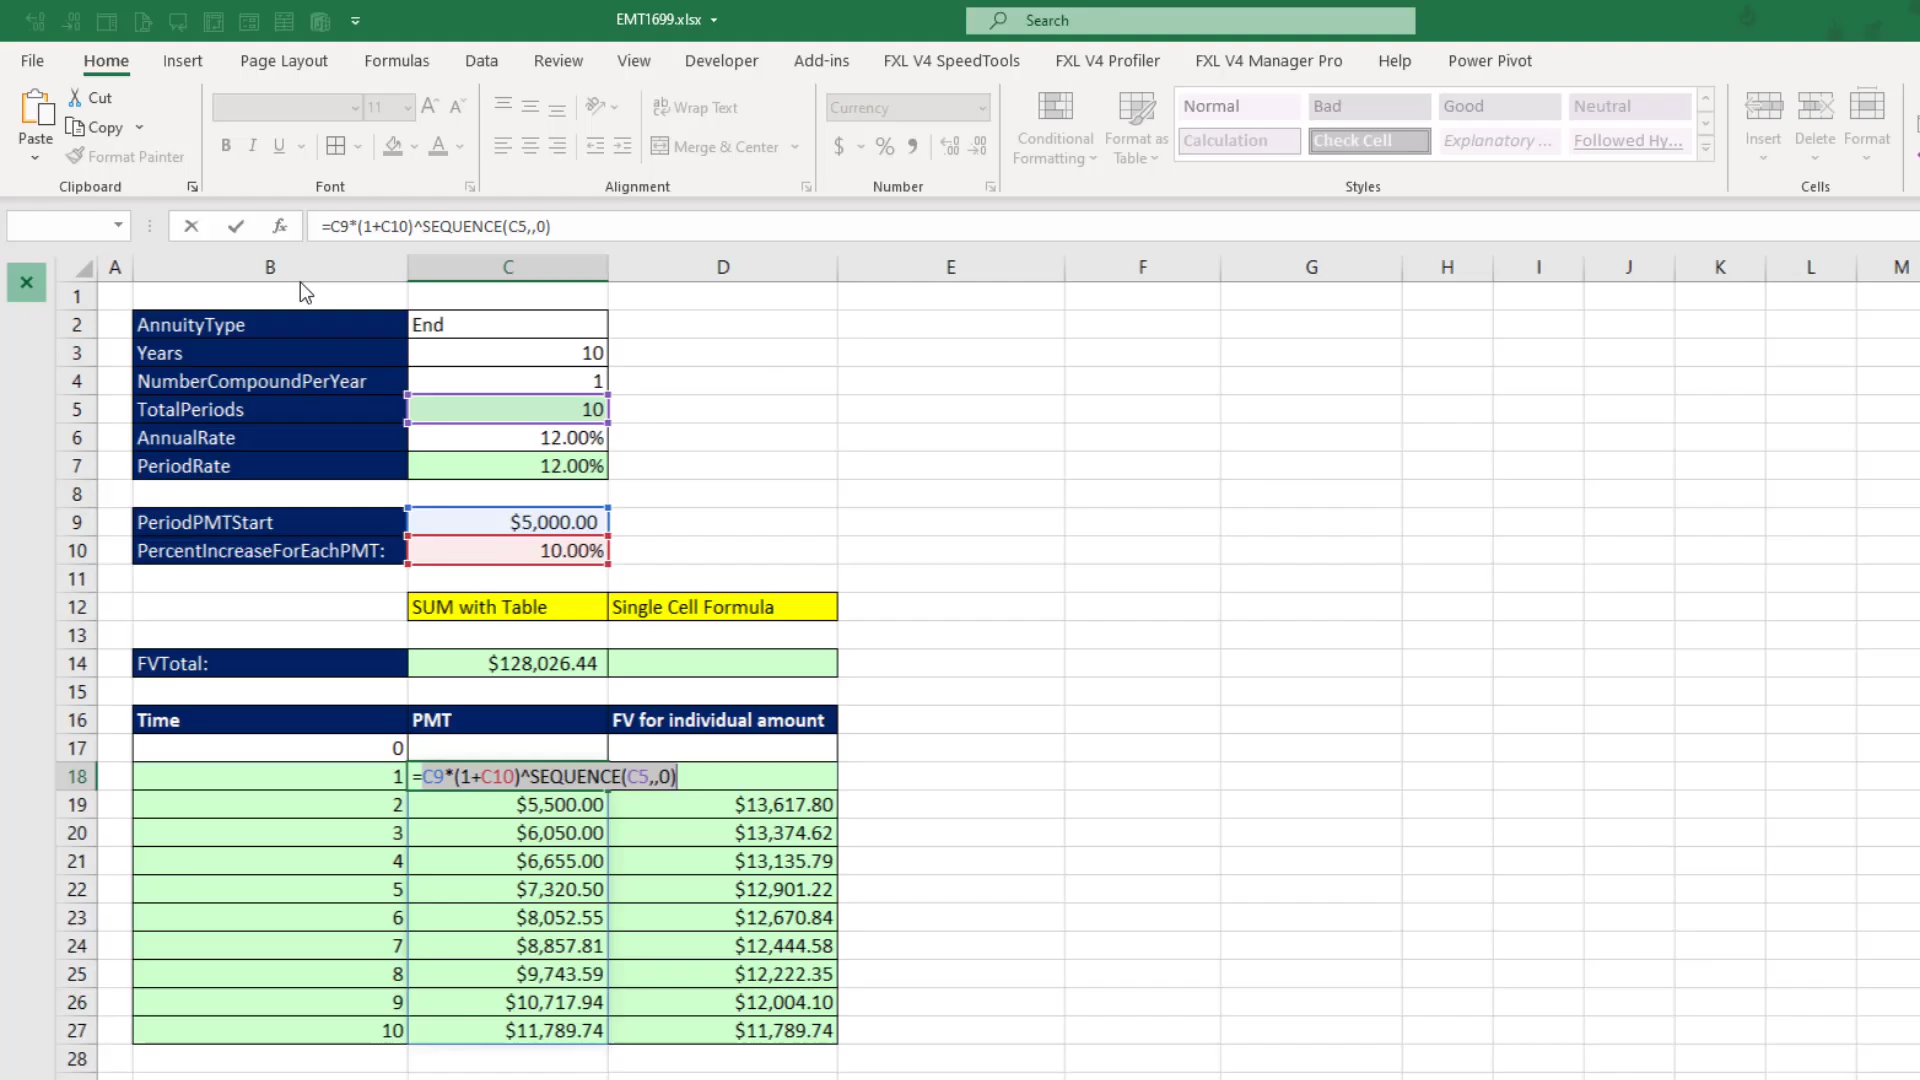 EMT1699.xlsx
Search
File Home Insert Page Layout Formulas Data Review View Developer Add-ins FXL V4 SpeedTools FXL V4 Profiler FXL V4 Manager Pro Help Power Pivot
Paste
Cut
Copy
Format Painter
Clipboard
11
B I U
Font
Wrap Text
Merge & Center
Alignment
Currency
$ % 9
Number
Conditional Formatting
Format as Table
Normal Bad Good Neutral
Calculation Check Cell Explanatory ... Followed Hy...
Styles
Insert Delete Format
Cells
fx =C9*(1+C10)^SEQUENCE(C5,,0)
A B C D E F G H I J K L M
1
2 AnnuityType End
3 Years 10
4 NumberCompoundPerYear 1
5 TotalPeriods 10
6 AnnualRate 12.00%
7 PeriodRate 12.00%
8
9 PeriodPMTStart $5,000.00
10 PercentIncreaseForEachPMT: 10.00%
11
12 SUM with Table Single Cell Formula
13
14 FVTotal: $128,026.44
15
16 Time PMT FV for individual amount
17 0
18 1 =C9*(1+C10)^SEQUENCE(C5,,0)
19 2 $5,500.00 $13,617.80
20 3 $6,050.00 $13,374.62
21 4 $6,655.00 $13,135.79
22 5 $7,320.50 $12,901.22
23 6 $8,052.55 $12,670.84
24 7 $8,857.81 $12,444.58
25 8 $9,743.59 $12,222.35
26 9 $10,717.94 $12,004.10
27 10 $11,789.74 $11,789.74
28